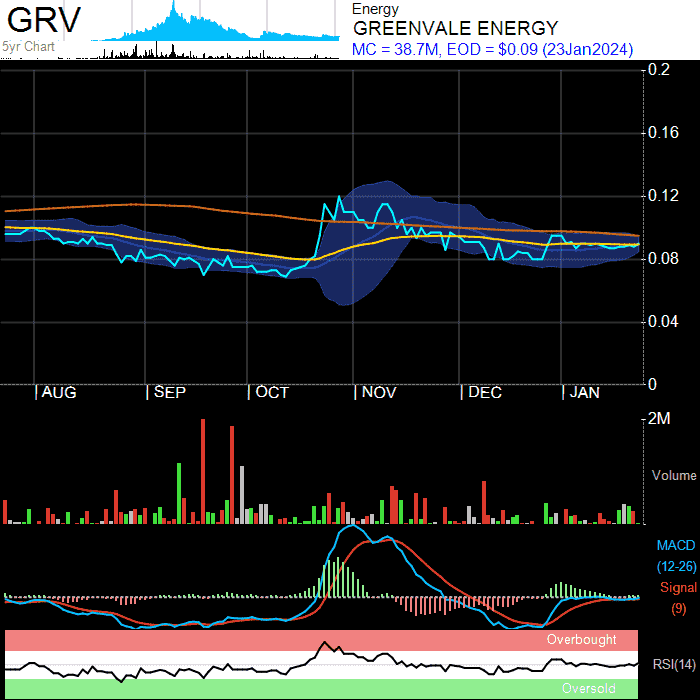 GRV
5yr Chart
Energy
GREENVALE ENERGY
MC = 38.7M, EOD = $0.09 (23Jan2024)
0.2
0.16
0.12
0.08
0.04
0
| AUG | SEP | OCT | NOV | DEC | JAN
2M
Volume
MACD
(12-26)
Signal
(9)
Overbought
RSI(14)
Oversold